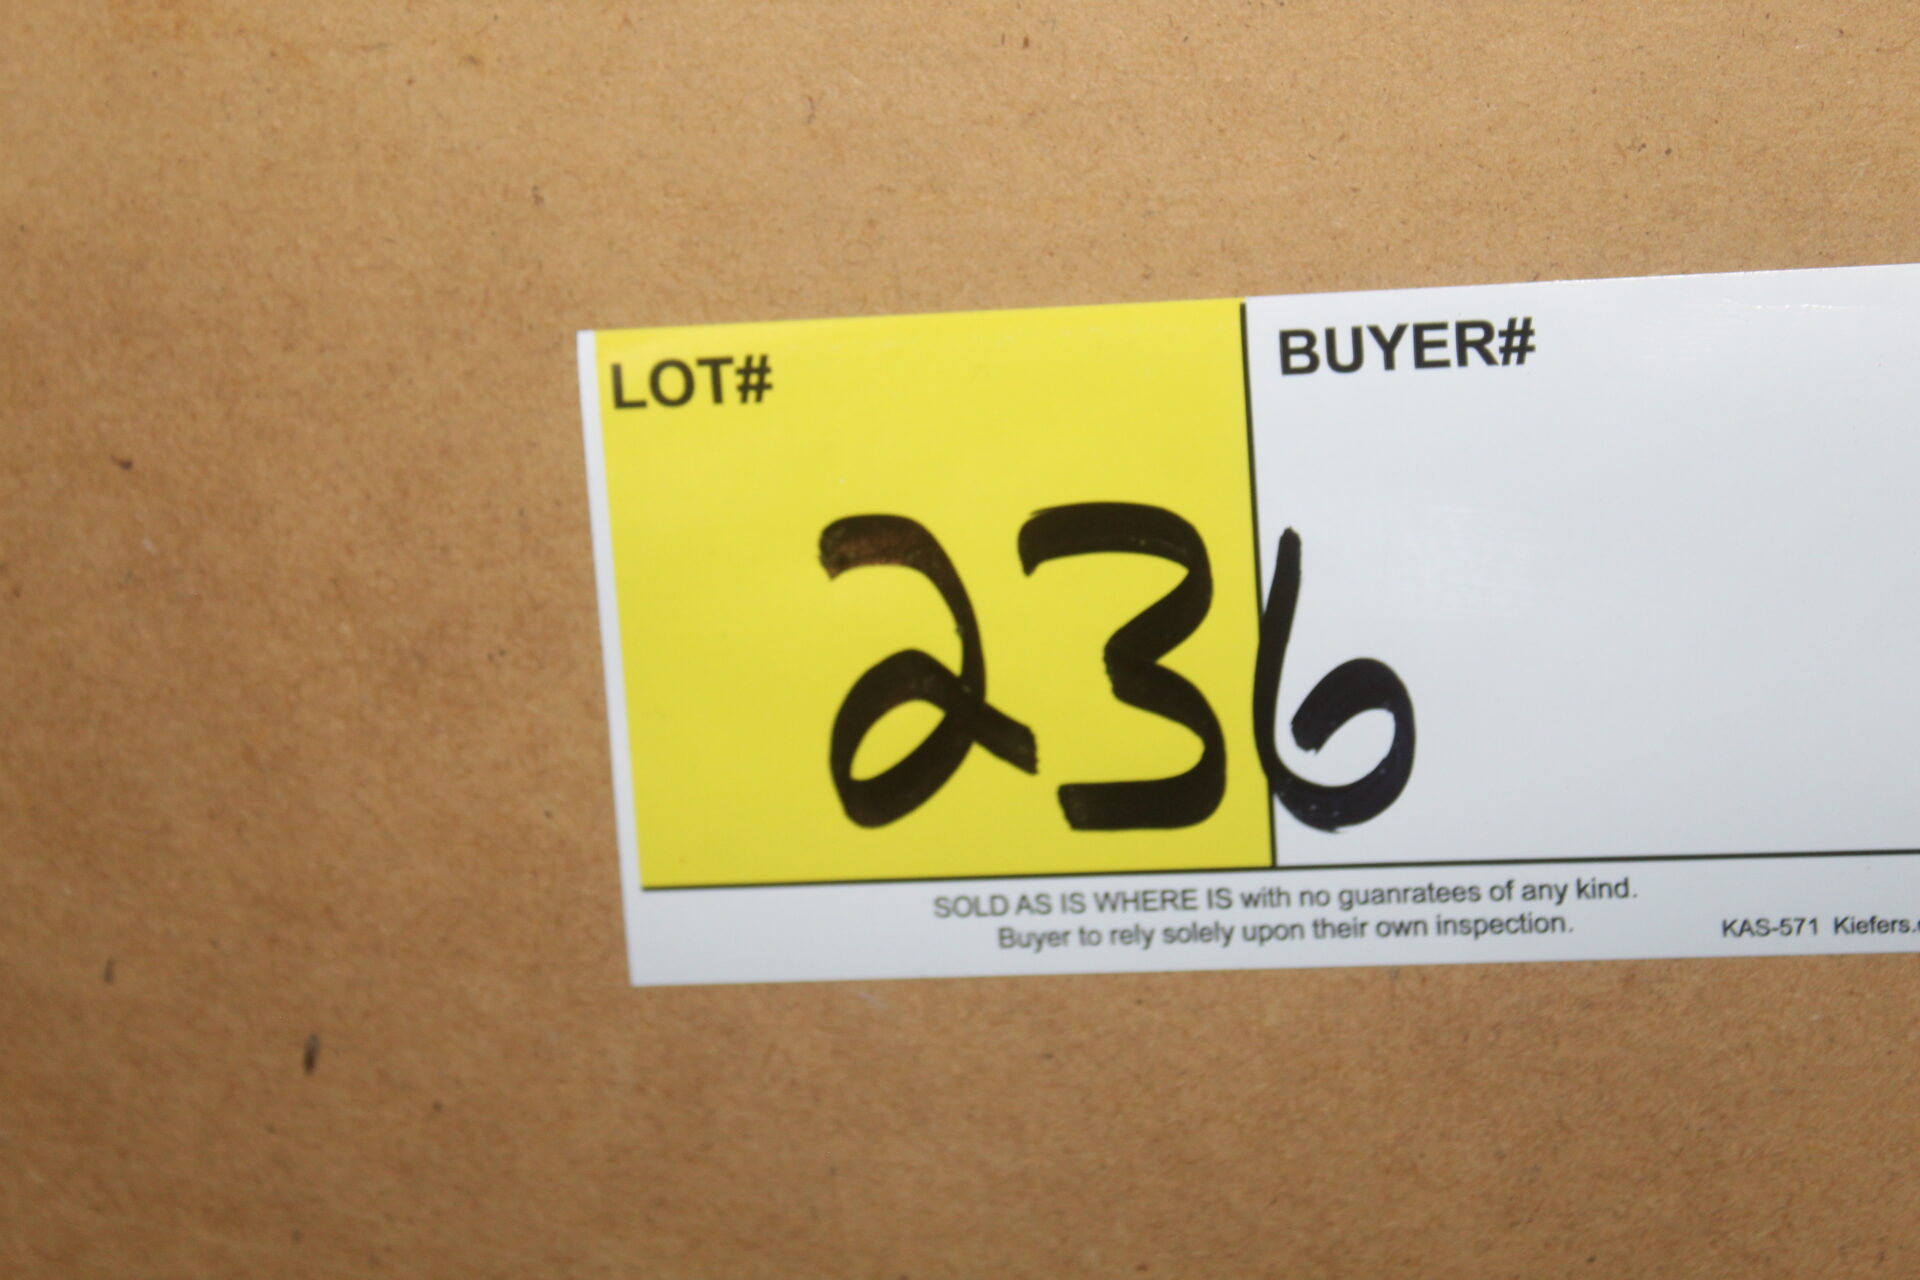 LOT# BUYER#
236
SOLD AS IS WHERE IS with no guanratees of any kind.
Buyer to rely solely upon their own inspection. KAS-571 Kiefers.